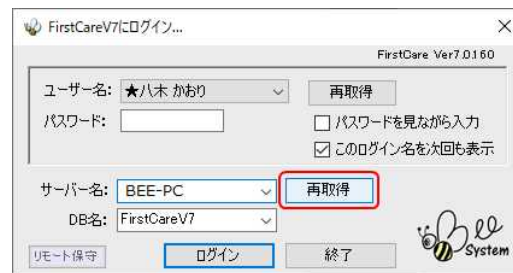 FirstCareV7にログイン...
FirstCare Ver7.0.160
ユーザー名: ★八木 かおり 再取得
パスワード: □ パスワードを見ながら入力
☑ このログイン名を次回も表示
サーバー名: BEE-PC 再取得
DB名: FirstCareV7
リモート保守 ログイン 終了
Bee System